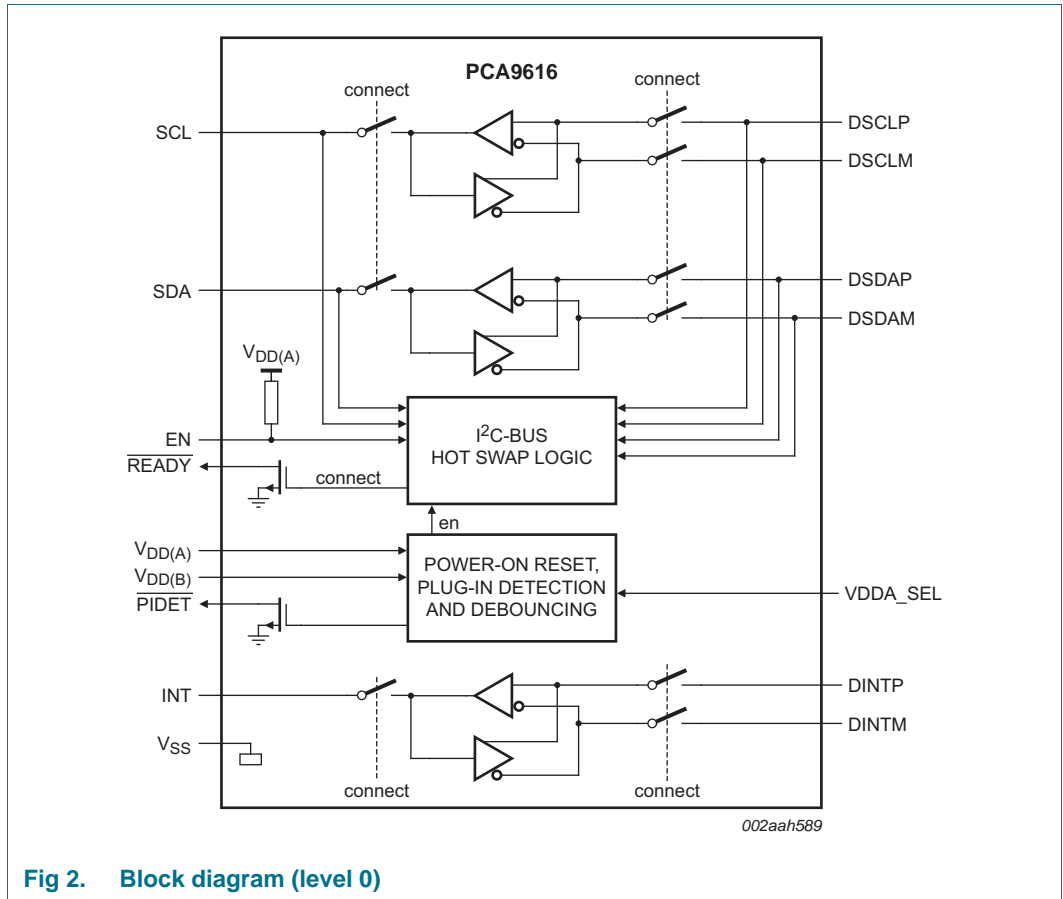 PCA9616
connect
connect
SCL
DSCLP
DSCLM
SDA
DSDAP
DSDAM
VDD(A)
EN
I2C-BUS
HOT SWAP LOGIC
READY
connect
en
VDD(A)
VDD(B)
PIDET
POWER-ON RESET,
PLUG-IN DETECTION
AND DEBOUNCING
VDDA_SEL
INT
DINTP
DINTM
VSS
connect
connect
002aah589
Fig 2. Block diagram (level 0)